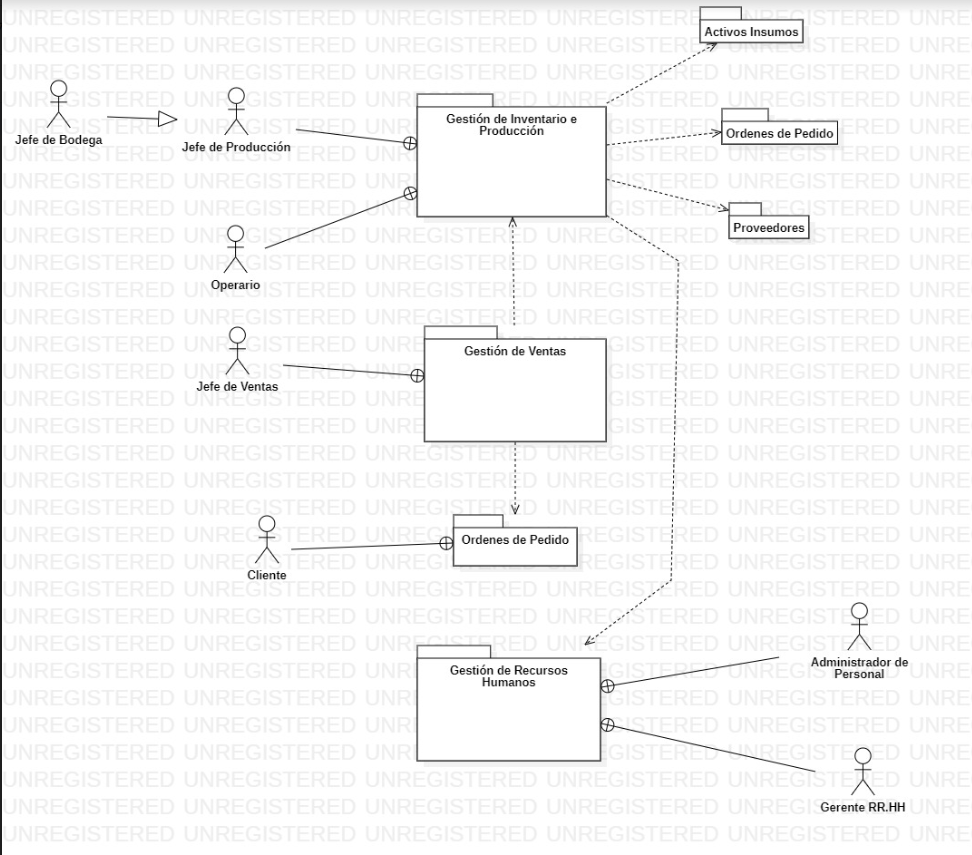 Activos Insumos
Gestión de Inventario e
Producción
Ordenes de Pedido
Jefe de Bodega
Jefe de Producción
Proveedores
Operario
Gestión de Ventas
Jefe de Ventas
Ordenes de Pedido
Cliente
Gestión de Recursos
Humanos
Administrador de
Personal
Gerente RR.HH
UNREGISTERED